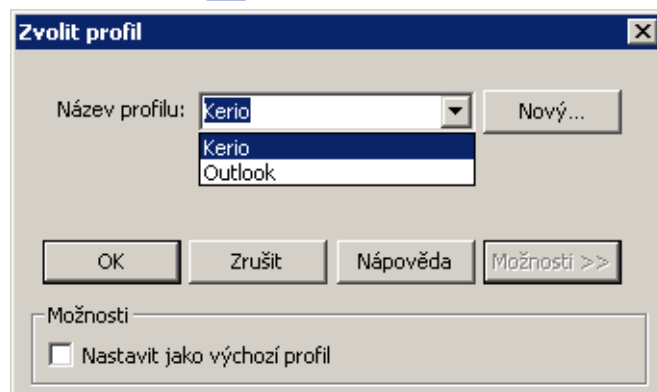 Zvolit profil
Název profilu: Kerio Nový...
Kerio
Outlook
OK Zrušit Nápověda Možnosti >>
Možnosti
Nastavit jako výchozí profil